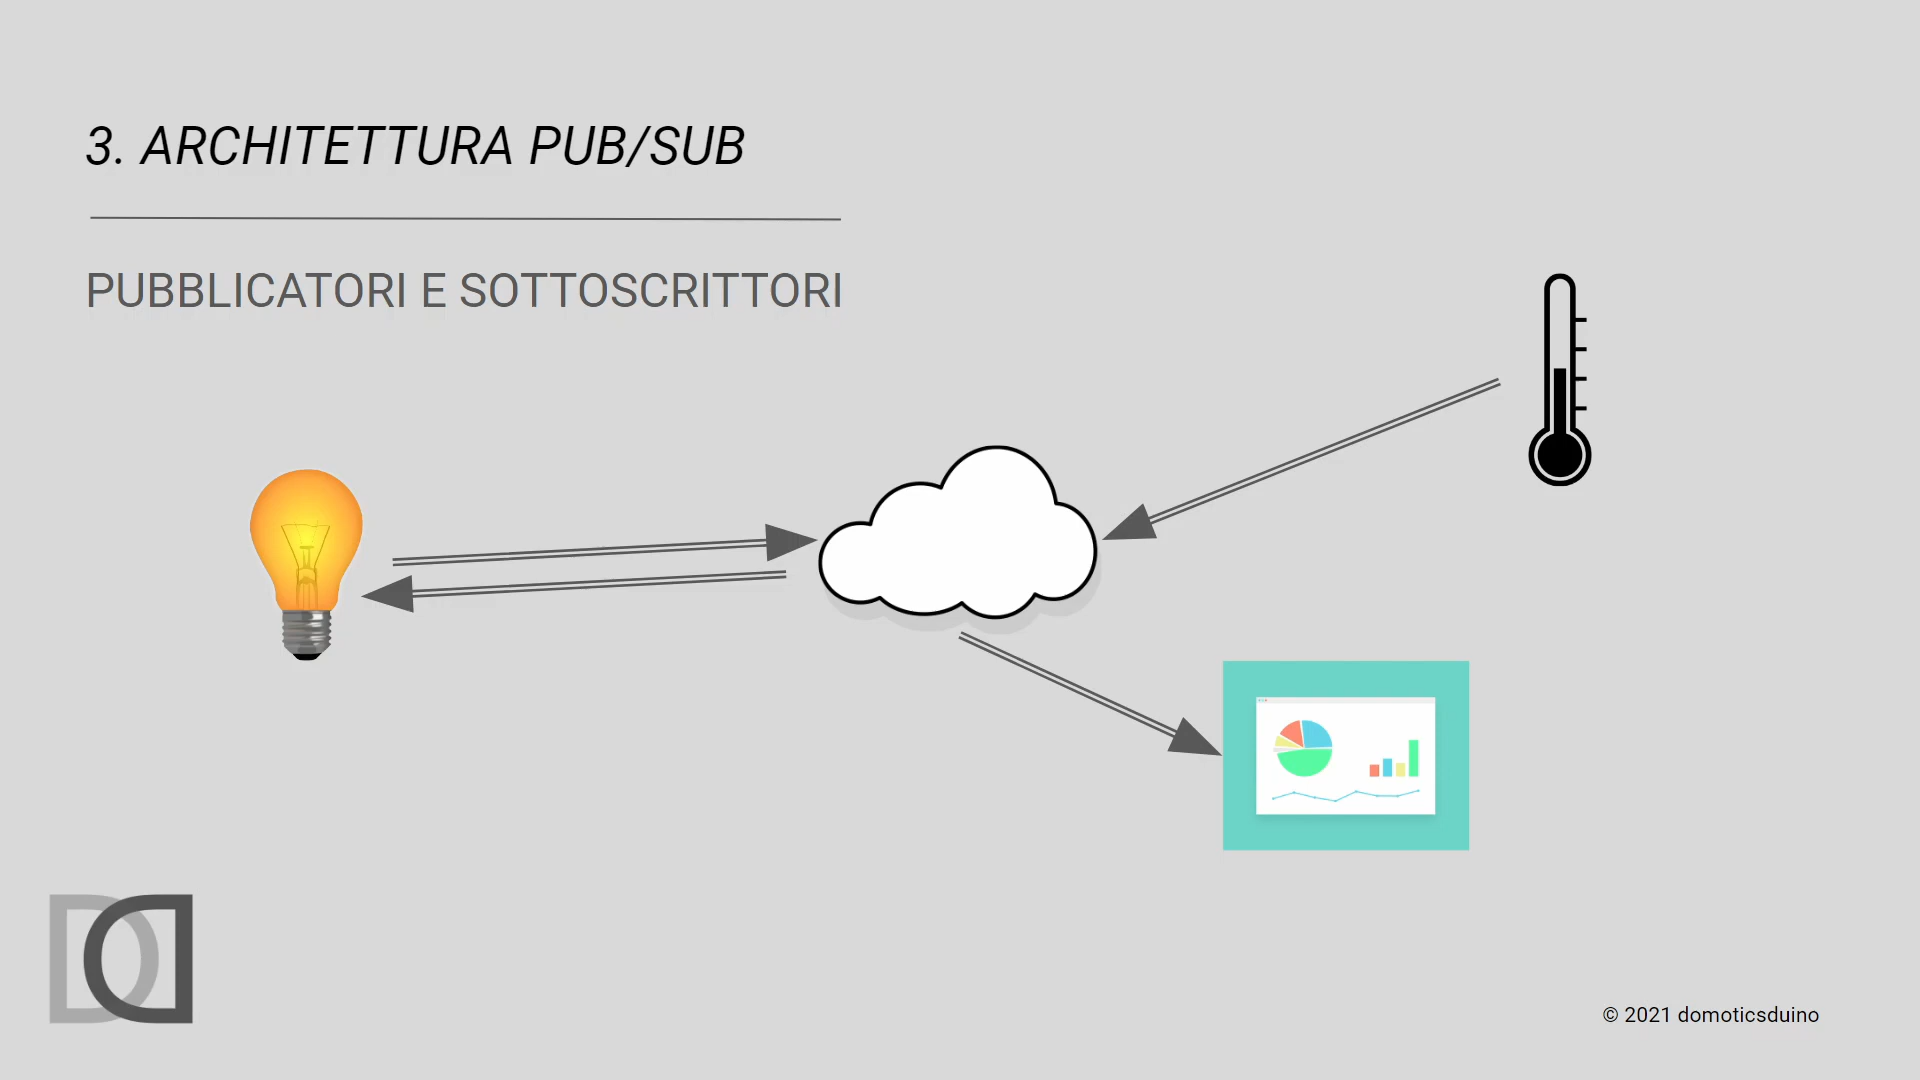 3. ARCHITETTURA PUB/SUB
PUBBLICATORI E SOTTOSCRITTORI
© 2021 domoticsduino